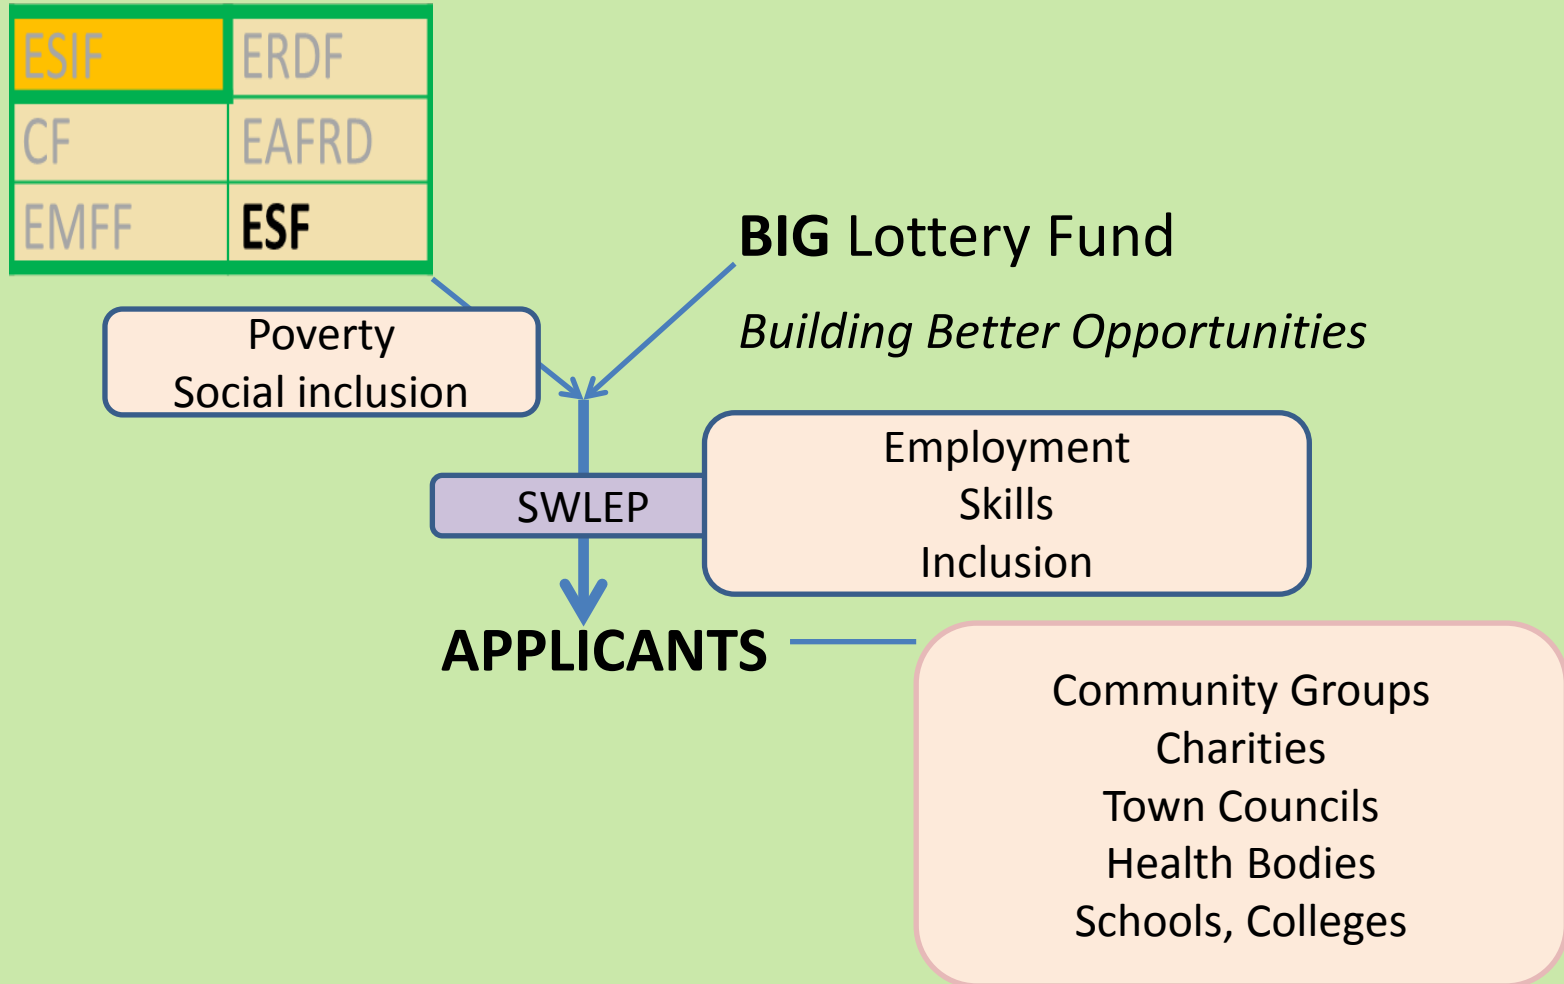 ESIF ERDF
CF EAFRD
EMFF ESF
BIG Lottery Fund
Building Better Opportunities
Poverty
Social inclusion
Employment
Skills
Inclusion
SWLEP
APPLICANTS
Community Groups
Charities
Town Councils
Health Bodies
Schools, Colleges